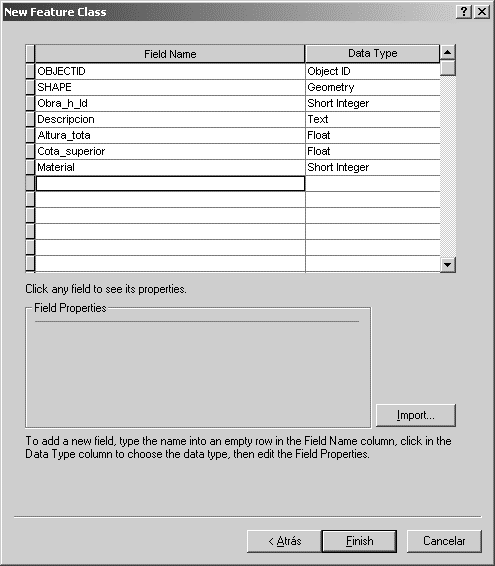 New Feature Class
Field Name Data Type
OBJECTID Object ID
SHAPE Geometry
Obra_h_Id Short Integer
Descripcion Text
Altura_tota Float
Cota_superior Float
Material Short Integer
Click any field to see its properties.
Field Properties
Import...
To add a new field, type the name into an empty row in the Field Name column, click in the
Data Type column to choose the data type, then edit the Field Properties.
< Atrás Finish Cancelar